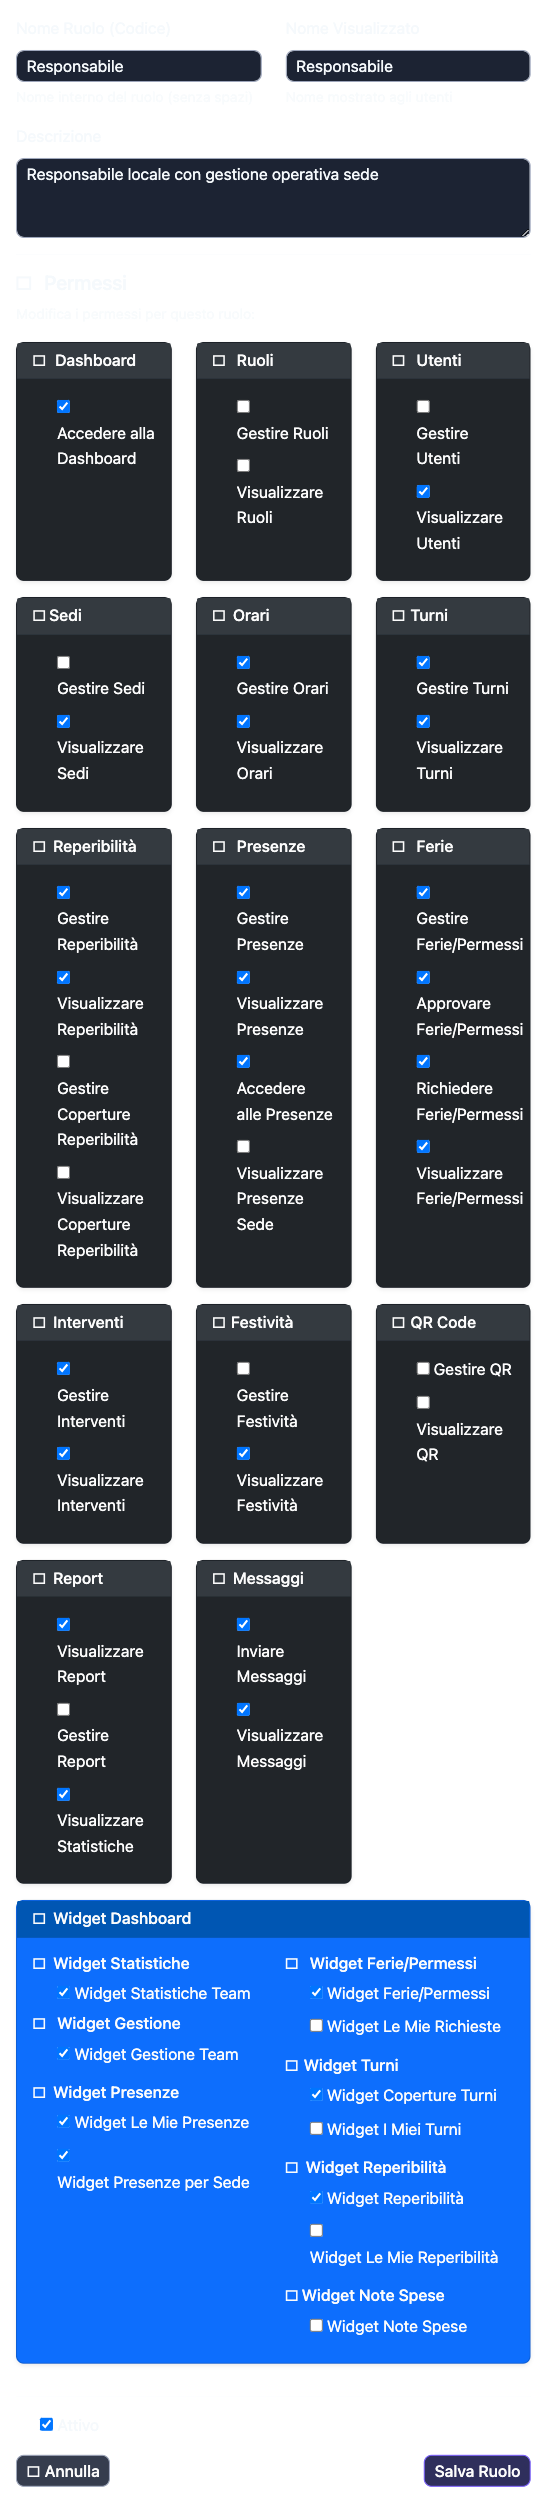 Nome Ruolo (Codice)
Nome Visualizzato
Responsabile
Responsabile
Nome interno del ruolo (senza spazi)
Nome mostrato agli utenti
Descrizione
Responsabile locale con gestione operativa sede
Permessi
Modifica i permessi per questo ruolo:
Dashboard
Accedere alla
Dashboard
Ruoli
Gestire Ruoli
Visualizzare
Ruoli
Utenti
Gestire
Utenti
Visualizzare
Utenti
Sedi
Gestire Sedi
Visualizzare
Sedi
Orari
Gestire Orari
Visualizzare
Orari
Turni
Gestire Turni
Visualizzare
Turni
Reperibilità
Gestire
Reperibilità
Visualizzare
Reperibilità
Gestire
Coperture
Reperibilità
Visualizzare
Coperture
Reperibilità
Presenze
Gestire
Presenze
Visualizzare
Presenze
Accedere
alle Presenze
Visualizzare
Presenze
Sede
Ferie
Gestire
Ferie/Permessi
Approvare
Ferie/Permessi
Richiedere
Ferie/Permessi
Visualizzare
Ferie/Permessi
Interventi
Gestire
Interventi
Visualizzare
Interventi
Festività
Gestire
Festività
Visualizzare
Festività
QR Code
Gestire QR
Visualizzare
QR
Report
Visualizzare
Report
Gestire
Report
Visualizzare
Statistiche
Messaggi
Inviare
Messaggi
Visualizzare
Messaggi
Widget Dashboard
Widget Statistiche
Widget Statistiche Team
Widget Gestione
Widget Gestione Team
Widget Presenze
Widget Le Mie Presenze
Widget Presenze per Sede
Widget Ferie/Permessi
Widget Ferie/Permessi
Widget Le Mie Richieste
Widget Turni
Widget Coperture Turni
Widget I Miei Turni
Widget Reperibilità
Widget Reperibilità
Widget Le Mie Reperibilità
Widget Note Spese
Widget Note Spese
Attivo
Annulla
Salva Ruolo